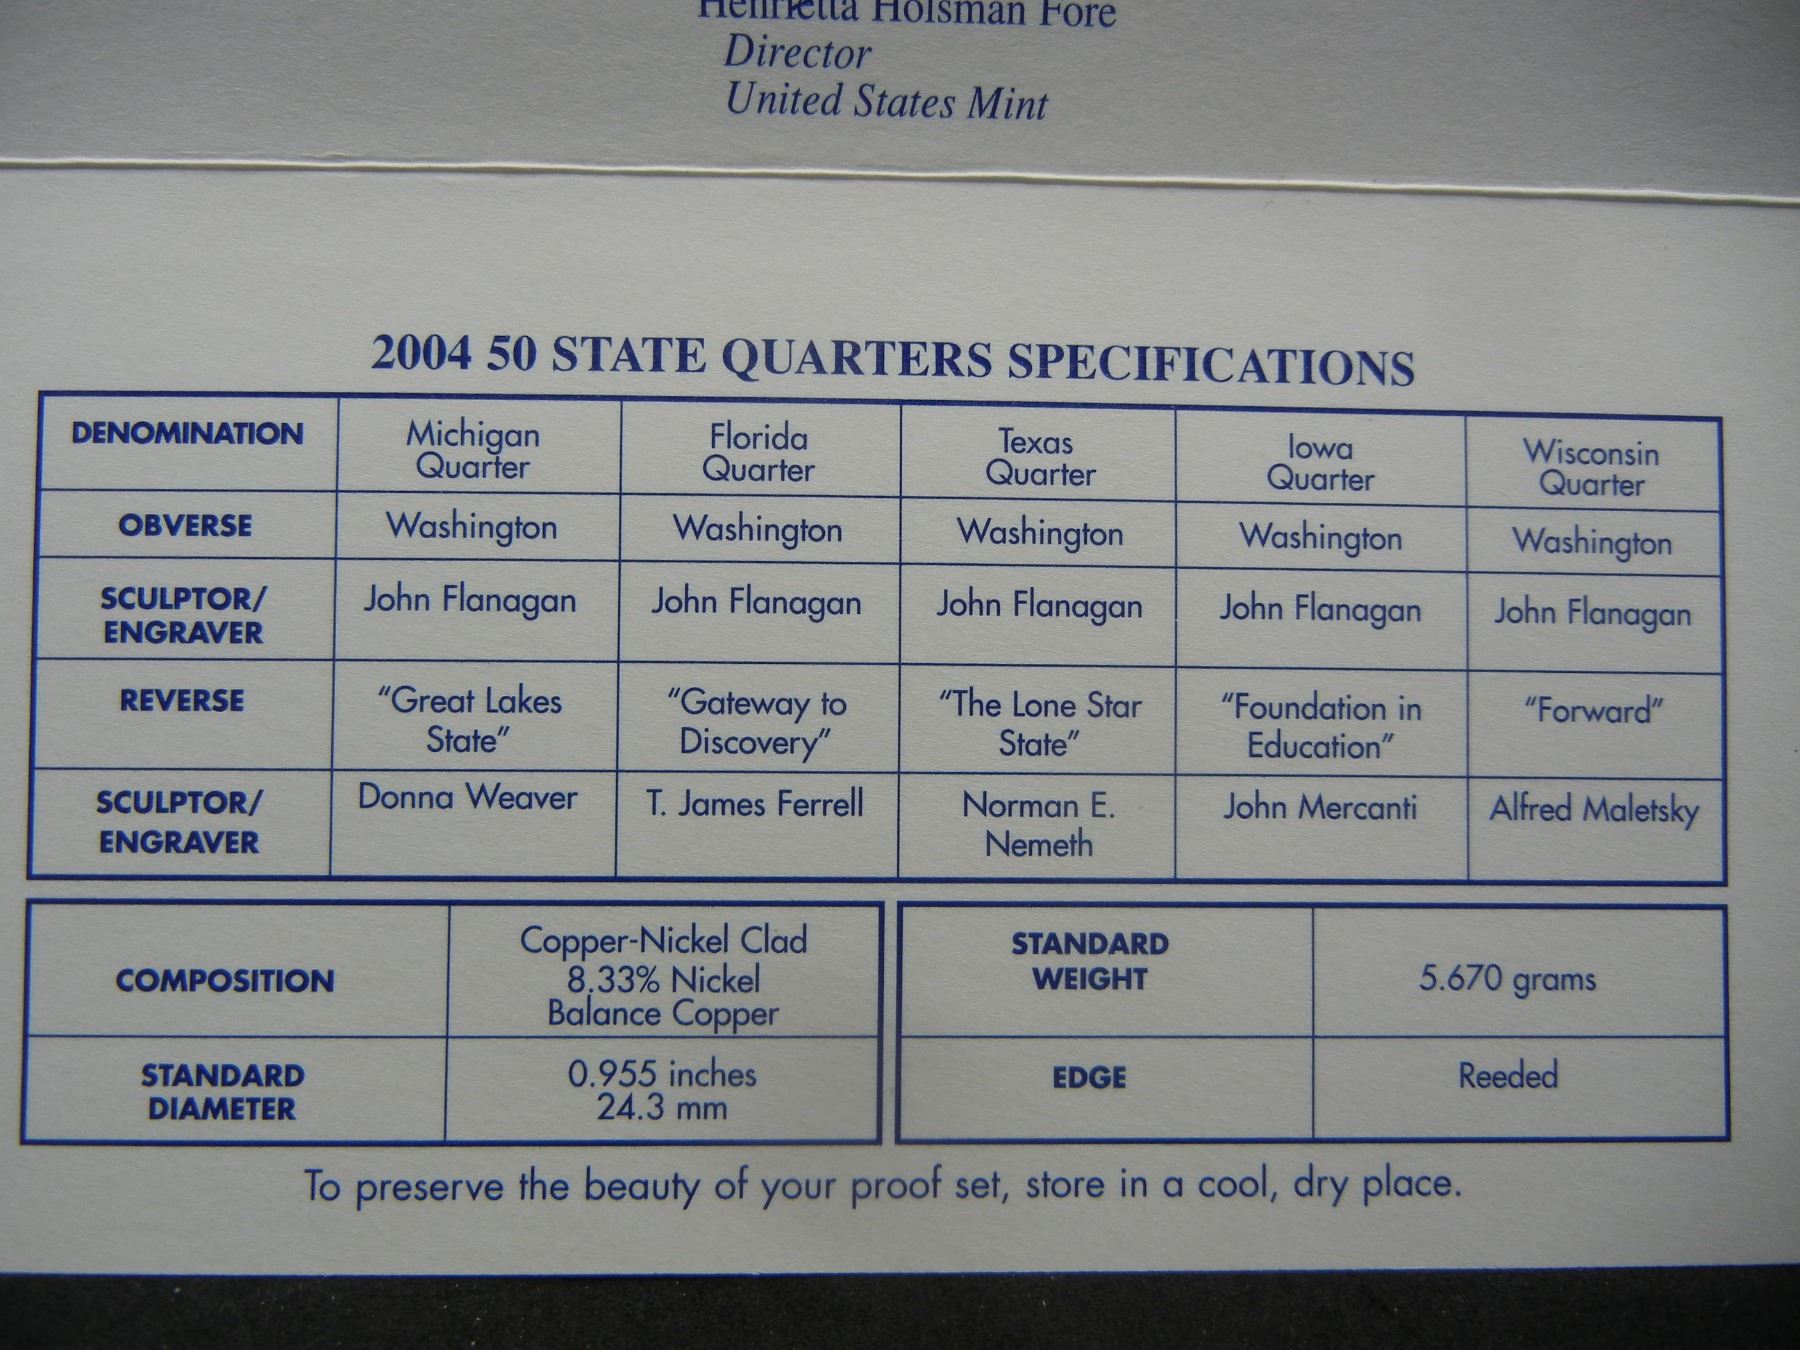 Henrietta Holsman Fore
Director
United States Mint
2004 50 STATE QUARTERS SPECIFICATIONS
DENOMINATION Michigan Quarter Florida Quarter Texas Quarter Iowa Quarter Wisconsin Quarter
OBVERSE Washington Washington Washington Washington Washington
SCULPTOR/ ENGRAVER John Flanagan John Flanagan John Flanagan John Flanagan John Flanagan
REVERSE “Great Lakes State” “Gateway to Discovery” “The Lone Star State” “Foundation in Education” “Forward”
SCULPTOR/ ENGRAVER Donna Weaver T. James Ferrell Norman E. Nemeth John Mercanti Alfred Maletsky
COMPOSITION
Copper-Nickel Clad
8.33% Nickel
Balance Copper
STANDARD
WEIGHT
5.670 grams
STANDARD
DIAMETER
0.955 inches
24.3 mm
EDGE
Reeded
To preserve the beauty of your proof set, store in a cool, dry place.